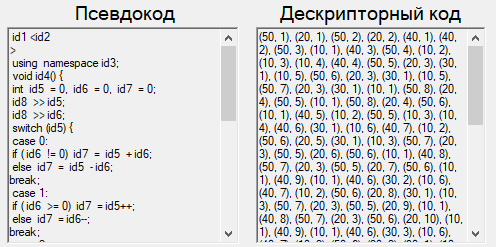 Псевдокод
id1 <id2
>
using namespace id3;
void id4() {
int id5 = 0, id6 = 0, id7 = 0;
id8 >> id5;
id8 >> id6;
switch (id5) {
case 0:
if ( id6 != 0) id7 = id5 + id6;
else id7 = id5 - id6;
break;
case 1:
if ( id6 >= 0) id7 = id5++;
else id7 = id6--;
break;
Дескрипторный код
(50, 1), (20, 1), (50, 2), (20, 2), (40, 1), (40,
2), (50, 3), (10, 1), (40, 3), (50, 4), (10, 2),
(10, 3), (10, 4), (40, 4), (50, 5), (20, 3), (30,
1), (10, 5), (50, 6), (20, 3), (30, 1), (10, 5),
(50, 7), (20, 3), (30, 1), (10, 1), (50, 8), (20,
4), (50, 5), (10, 1), (50, 8), (20, 4), (50, 6),
(10, 1), (40, 5), (10, 2), (50, 5), (10, 3), (10,
4), (40, 6), (30, 1), (10, 6), (40, 7), (10, 2),
(50, 6), (20, 5), (30, 1), (10, 3), (50, 7), (20,
3), (50, 5), (20, 6), (50, 6), (10, 1), (40, 8),
(50, 7), (20, 3), (50, 5), (20, 7), (50, 6), (10,
1), (40, 9), (10, 1), (40, 6), (30, 2), (10, 6),
(40, 7), (10, 2), (50, 6), (20, 8), (30, 1), (10,
3), (50, 7), (20, 3), (50, 5), (20, 9), (10, 1),
(40, 8), (50, 7), (20, 3), (50, 6), (20, 10), (10,
1), (40, 9), (10, 1), (40, 6), (30, 3), (10, 6),